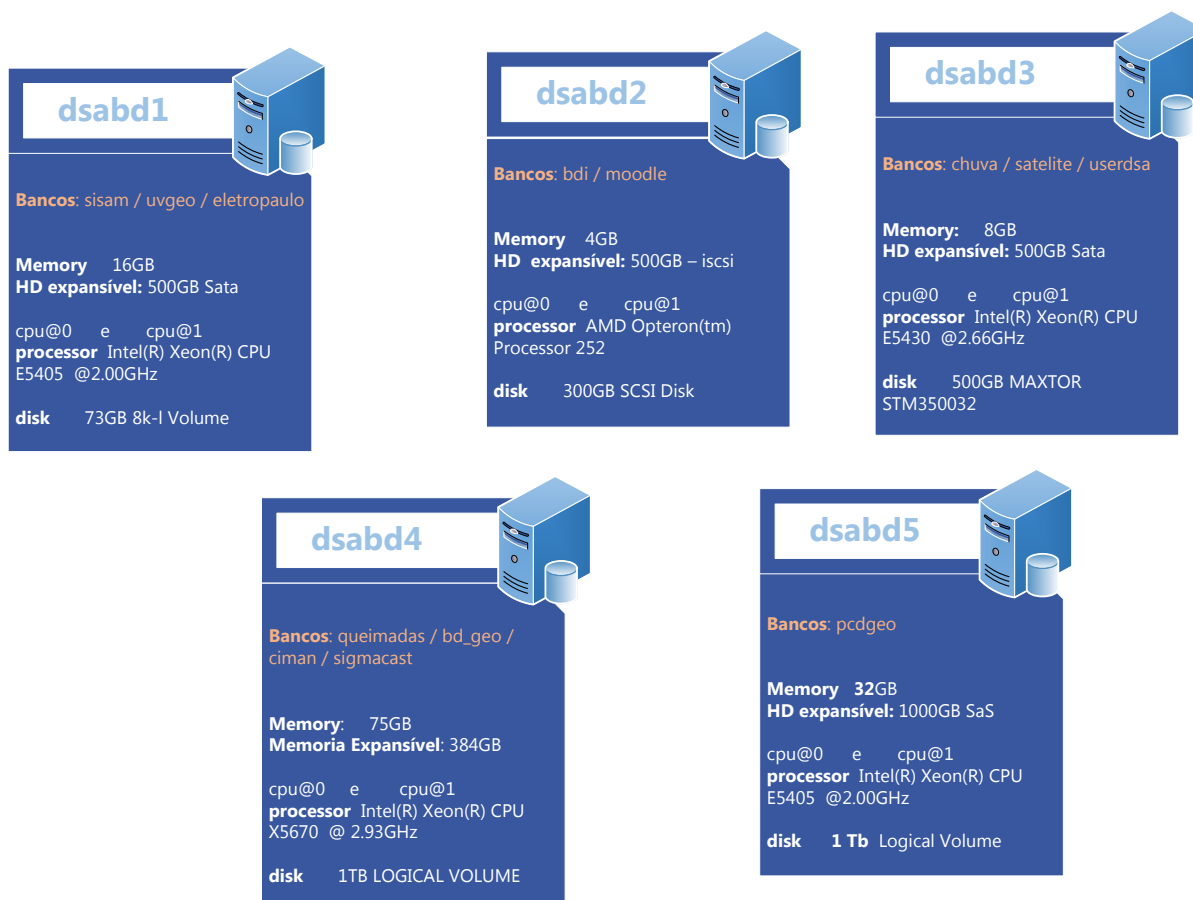 dsabd1
Bancos: sisam / uvgeo / eletropaulo
Memory 16GB
HD expansível: 500GB Sata
cpu@0 e cpu@1
processor Intel(R) Xeon(R) CPU
E5405 @2.00GHz
disk 73GB 8k-l Volume
dsabd2
Bancos: bdi / moodle
Memory 4GB
HD expansível: 500GB – iscsi
cpu@0 e cpu@1
processor AMD Opteron(tm)
Processor 252
disk 300GB SCSI Disk
dsabd3
Bancos: chuva / satelite / userdsa
Memory: 8GB
HD expansível: 500GB Sata
cpu@0 e cpu@1
processor Intel(R) Xeon(R) CPU
E5430 @2.66GHz
disk 500GB MAXTOR
STM350032
dsabd4
Bancos: queimadas / bd_geo /
ciman / sigmacast
Memory: 75GB
Memoria Expansível: 384GB
cpu@0 e cpu@1
processor Intel(R) Xeon(R) CPU
X5670 @ 2.93GHz
disk 1TB LOGICAL VOLUME
dsabd5
Bancos: pcdgeo
Memory 32GB
HD expansível: 1000GB SaS
cpu@0 e cpu@1
processor Intel(R) Xeon(R) CPU
E5405 @2.00GHz
disk 1 Tb Logical Volume